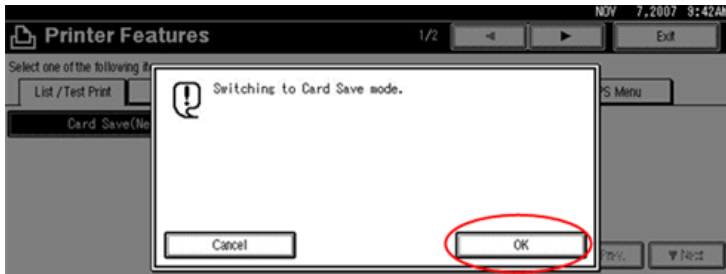 NOV 7,2007 9:42AM
Printer Features
1/2
Exit
Select one of the following
List / Test Print
PS Menu
Card Save(Ne
Switching to Card Save mode.
Cancel
OK
Prev.
▼Next